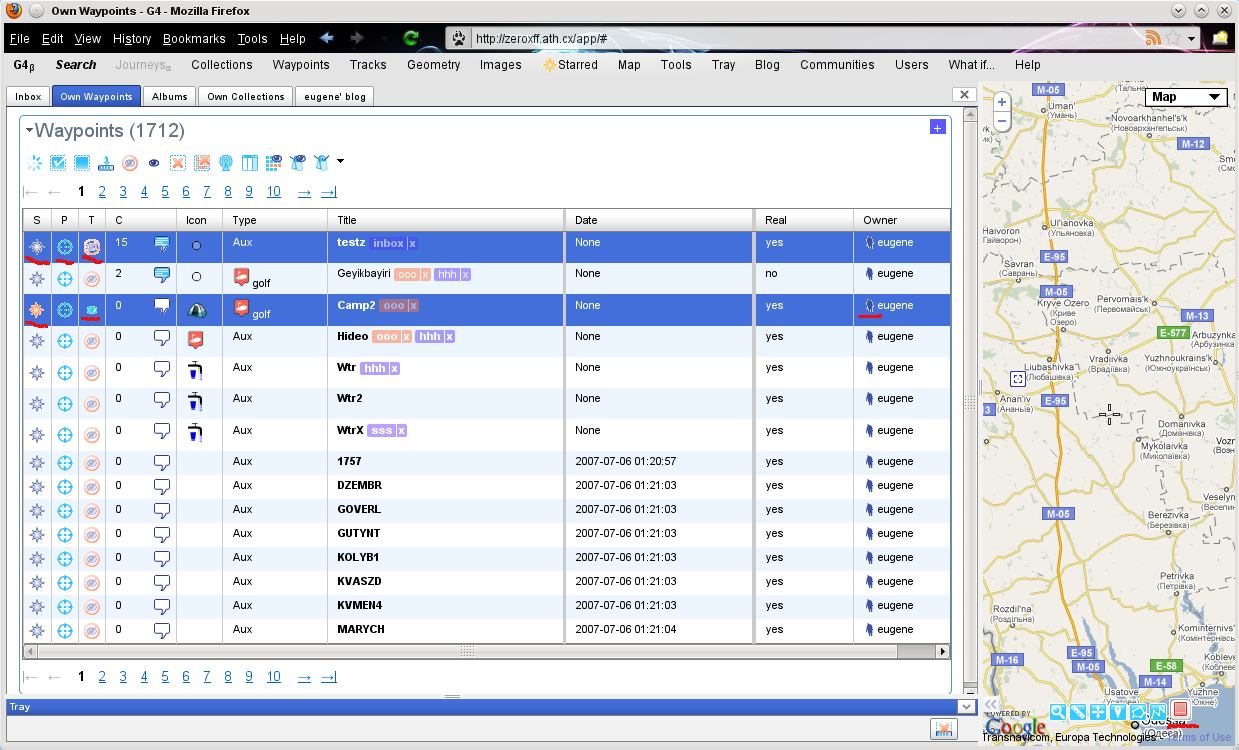 Own Waypoints - G4 - Mozilla Firefox
File Edit View History Bookmarks Tools Help
http://zeroxff.ath.cx/app/#
G4β Search Journeysα Collections Waypoints Tracks Geometry Images Starred Map Tools Tray Blog Communities Users What if... Help
Inbox Own Waypoints Albums Own Collections eugene' blog
Waypoints (1712)
1 2 3 4 5 6 7 8 9 10
S P T C Icon Type Title Date Real Owner
15 Aux testz inbox x None yes eugene
2 golf Geyikbayiri ooo x hhh x None no eugene
0 golf Camp2 ooo x None yes eugene
0 Aux Hideo ooo x hhh x None yes eugene
0 Aux Wtr hhh x None yes eugene
0 Aux Wtr2 None yes eugene
0 Aux WtrX sss x None yes eugene
0 Aux 1757 2007-07-06 01:20:57 yes eugene
0 Aux DZEMBR 2007-07-06 01:21:03 yes eugene
0 Aux GOVERL 2007-07-06 01:21:03 yes eugene
0 Aux GUTYNT 2007-07-06 01:21:03 yes eugene
0 Aux KOLYB1 2007-07-06 01:21:03 yes eugene
0 Aux KVASZD 2007-07-06 01:21:03 yes eugene
0 Aux KVMEN4 2007-07-06 01:21:03 yes eugene
0 Aux MARYCH 2007-07-06 01:21:04 yes eugene
1 2 3 4 5 6 7 8 9 10
Tray
Map
M-05
Uman'
(Умань)
Novoarkhanhel's'k
(Новоархангельськ)
M-12
Ul'ianovka
(Ульяновка)
Haivoron
Гайворон)
E-95
Savran
(Саврань)
M-05
Kryve Ozero
(Криве
Озеро)
Pervomais'k
(Первомайськ)
M-13
E-577
Arbuzynka
(Арбузинка
Vradiivka
(Врадіївка)
Yuzhnoukrains'k
(Южноукраїнськ)
Liubashivka
(Любашівка)
Anan'iv
(Ананьїв)
3
E-95
Domanivka
(Доманівка)
Mykolaivka
(Миколаївка)
M-05
Berezivka
(Березівка)
Petrivka
(Петрівка)
Rozdil'na
(Роздільна)
Kominternivs'
(Комінтернівсь
M-16
E-95
M-05
E-58
M-14
Usatove
(Усатове)
Yuzhne
(Южне)
POWERED BY
Google
Odesa
(Одеса)
Transnavicom, Europa Technologies - Terms of Use